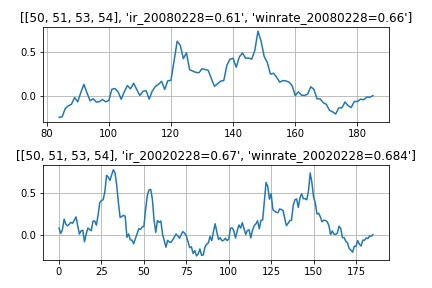 [[50, 51, 53, 54], 'ir_20080228=0.61', 'winrate_20080228=0.66']
0.5
0.0
80 100 120 140 160 180
[[50, 51, 53, 54], 'ir_20020228=0.67', 'winrate_20020228=0.684']
0.5
0.0
0 25 50 75 100 125 150 175